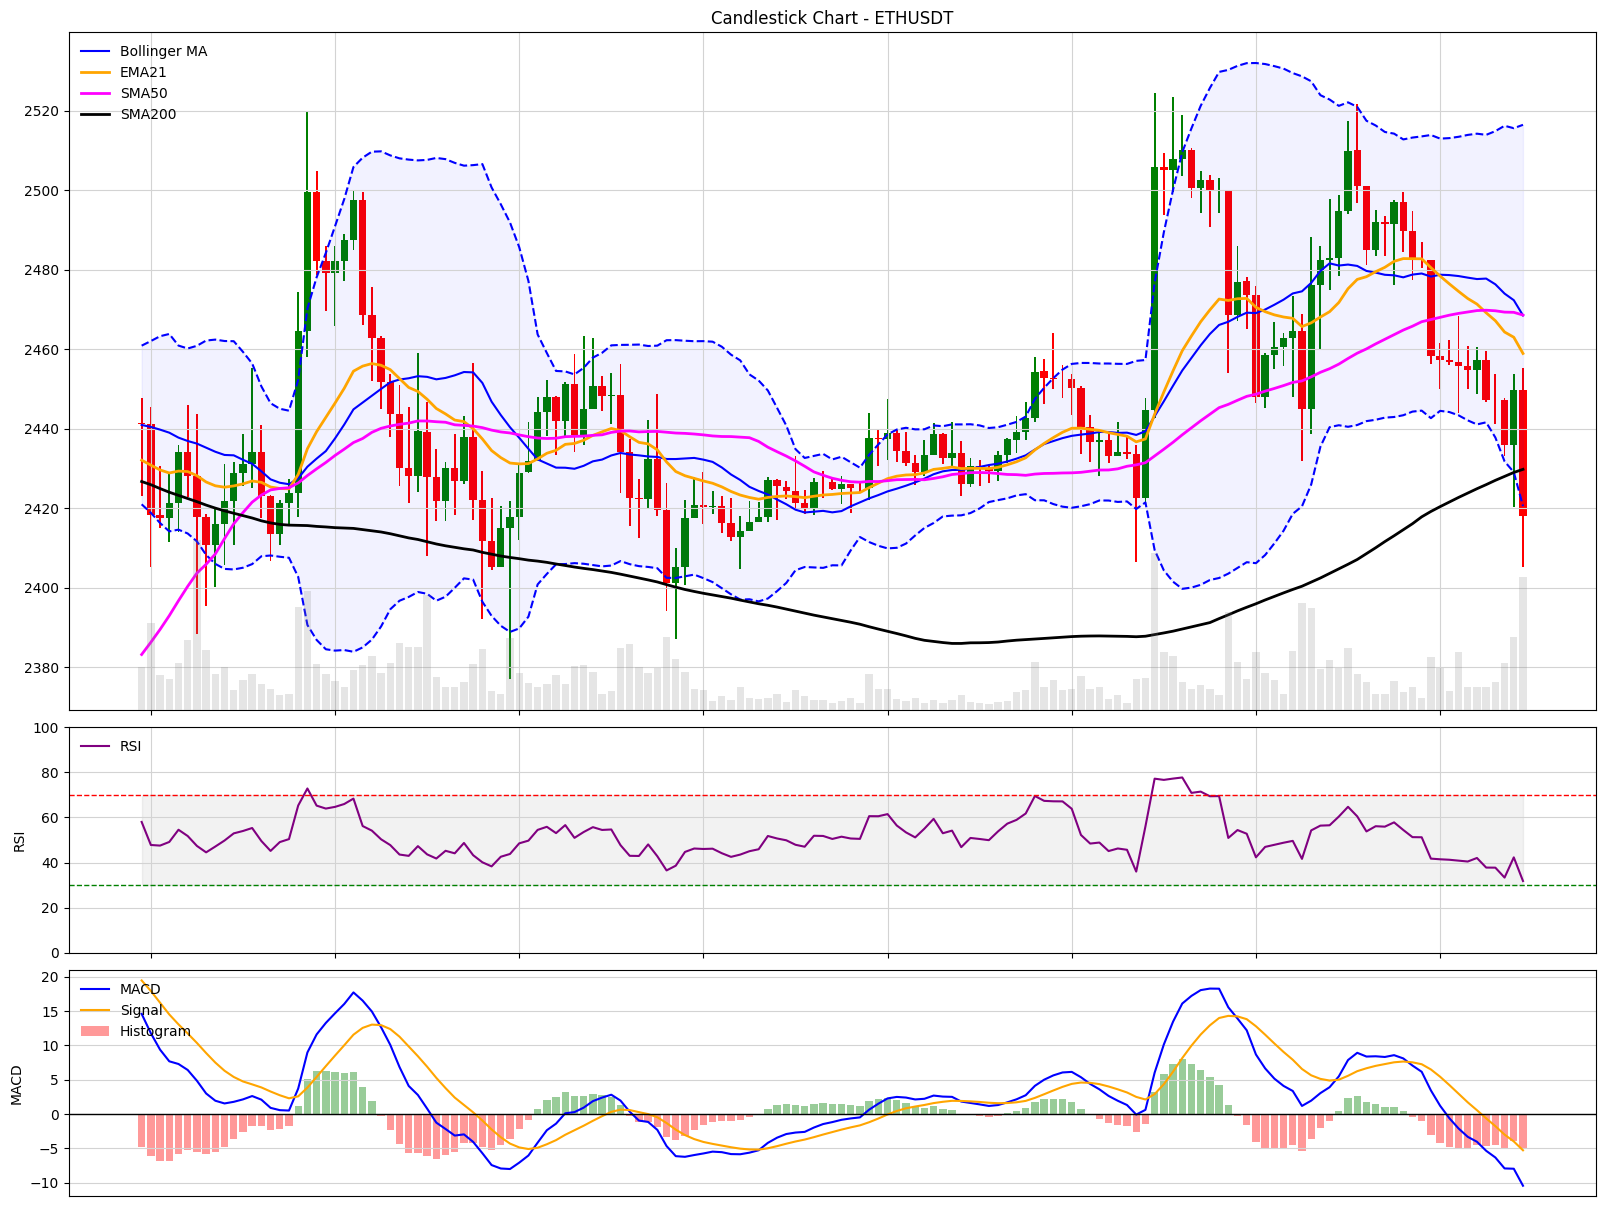 Candlestick Chart - ETHUSDT
Bollinger MA
EMA21
SMA50
SMA200
2520
2500
2480
2460
2440
2420
2400
2380
RSI
RSI
100
80
60
40
20
0
MACD
Signal
Histogram
MACD
20
15
10
5
0
−5
−10